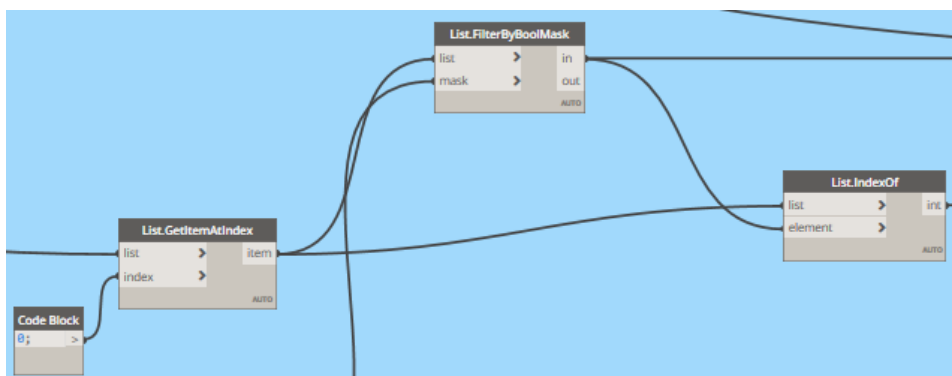 List.FilterByBoolMask
list > in
mask > out
AUTO
List.IndexOf
list > int
element >
AUTO
List.GetItemAtIndex
list > item
index >
AUTO
Code Block
0; >